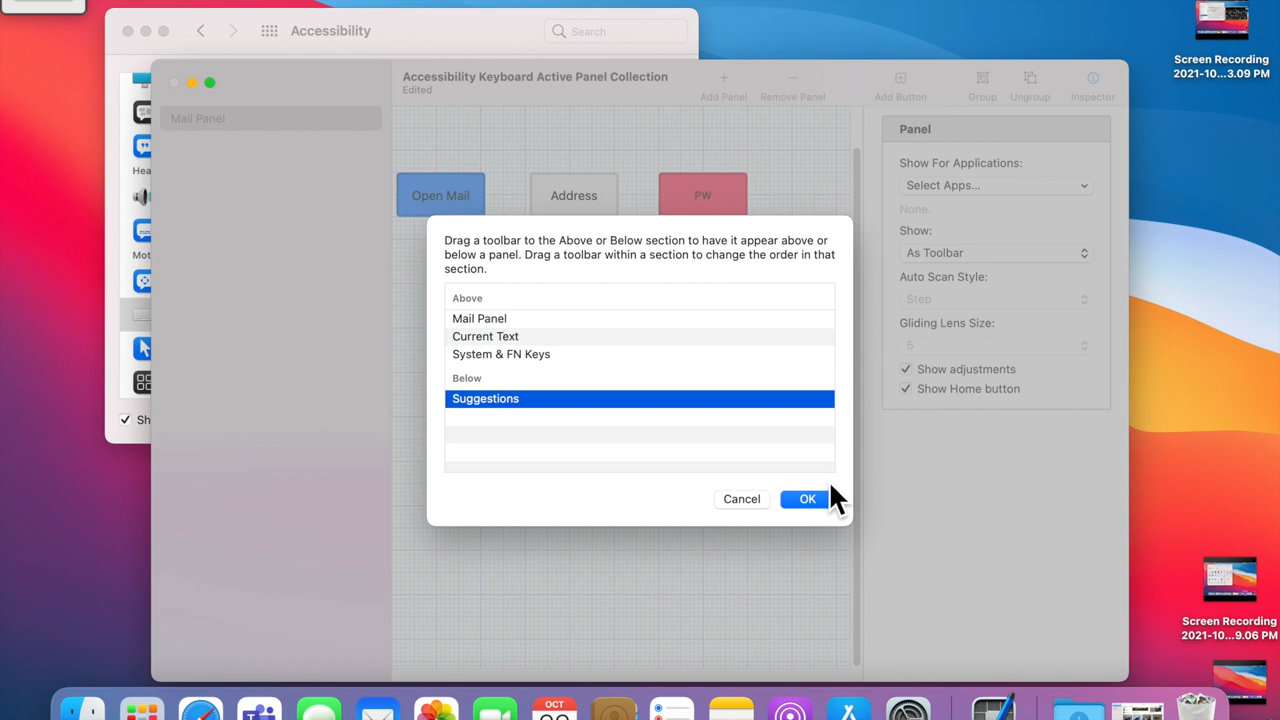 Accessibility
Search
Screen Recording
2021-10...3.09 PM
Accessibility Keyboard Active Panel Collection
Edited
Add Panel
Remove Panel
Add Button
Group
Ungroup
Inspector
Mail Panel
Hea
Mot
Sh
Open Mail
Address
PW
Panel
Show For Applications:
Select Apps...
None.
Show:
As Toolbar
Auto Scan Style:
Step
Gliding Lens Size:
5
Show adjustments
Show Home button
Drag a toolbar to the Above or Below section to have it appear above or
below a panel. Drag a toolbar within a section to change the order in that
section.
Above
Mail Panel
Current Text
System & FN Keys
Below
Suggestions
Cancel
OK
Screen Recording
2021-10...9.06 PM
OCT